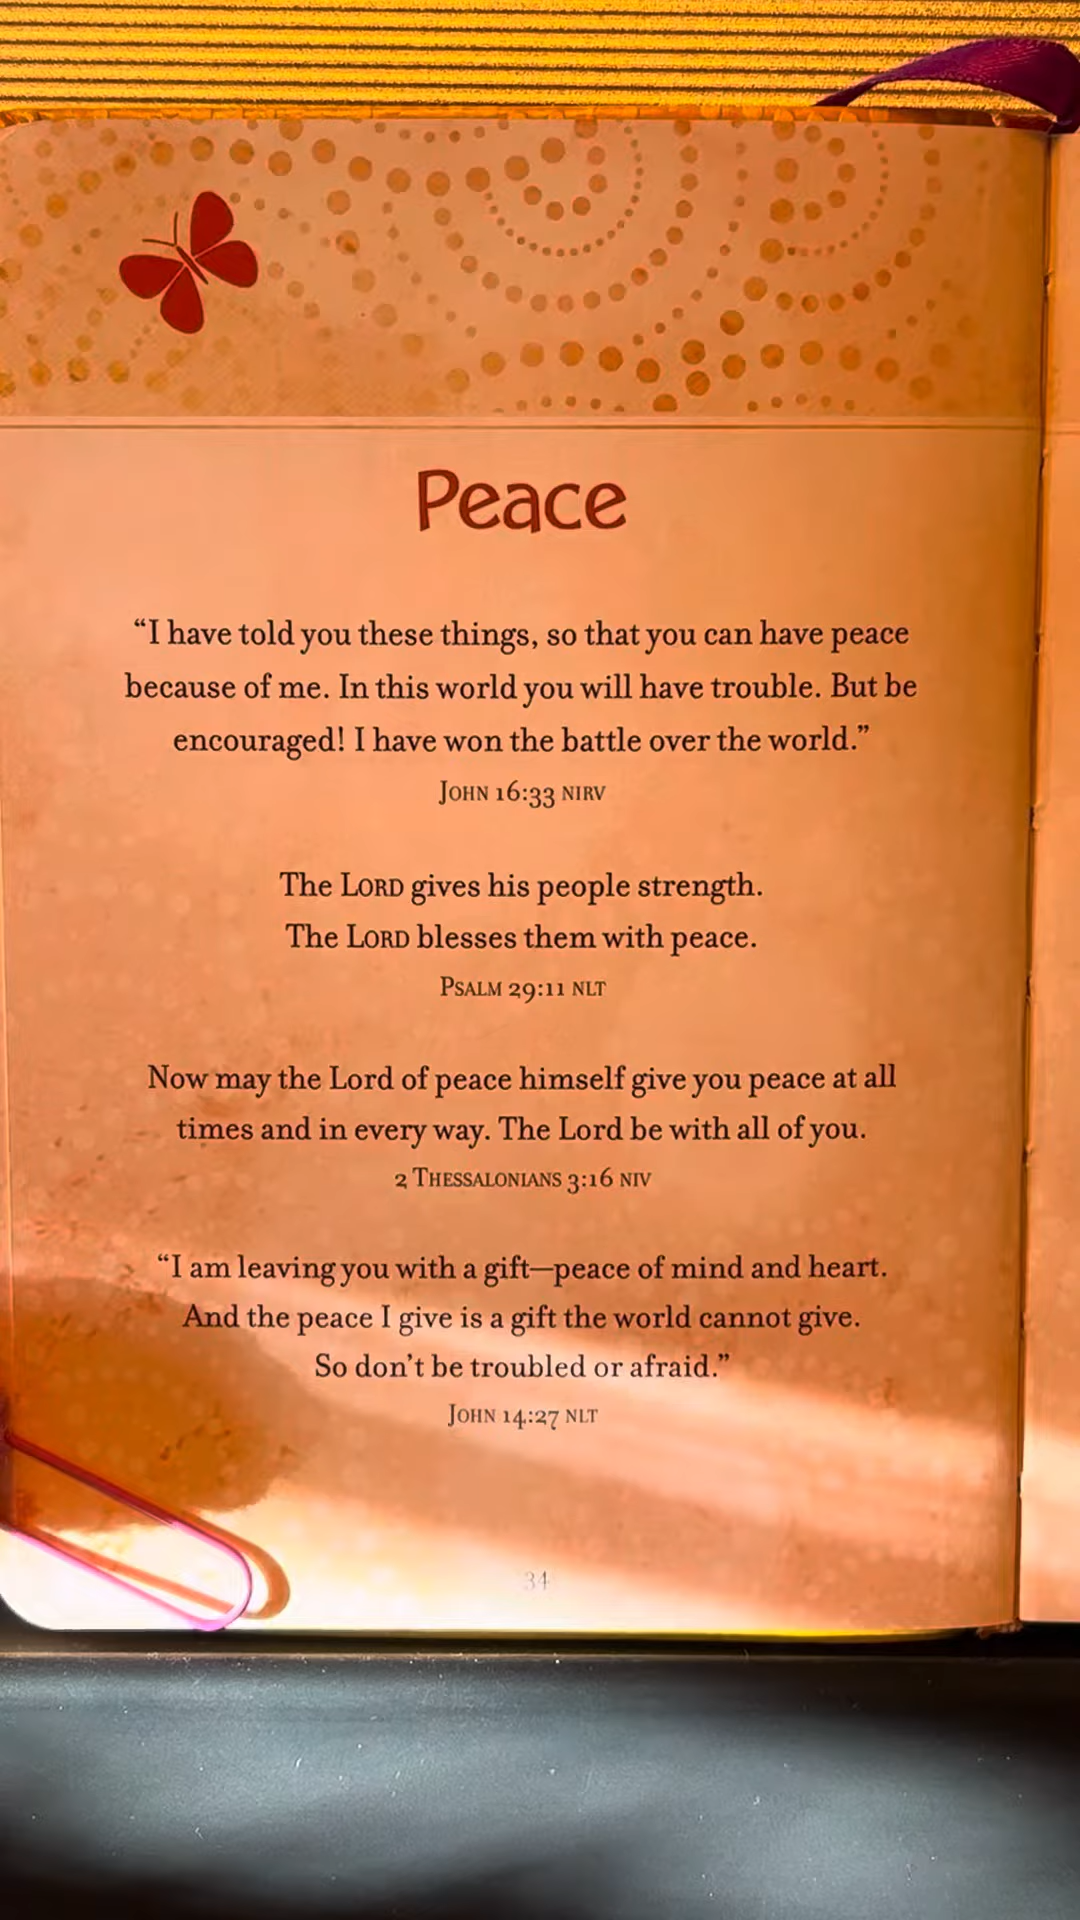 Peace
“I have told you these things, so that you can have peace
because of me. In this world you will have trouble. But be
encouraged! I have won the battle over the world.”
John 16:33 NIRV
The Lord gives his people strength.
The Lord blesses them with peace.
Psalm 29:11 NLT
Now may the Lord of peace himself give you peace at all
times and in every way. The Lord be with all of you.
2 Thessalonians 3:16 NIV
“I am leaving you with a gift—peace of mind and heart.
And the peace I give is a gift the world cannot give.
So don’t be troubled or afraid.”
John 14:27 NLT
34